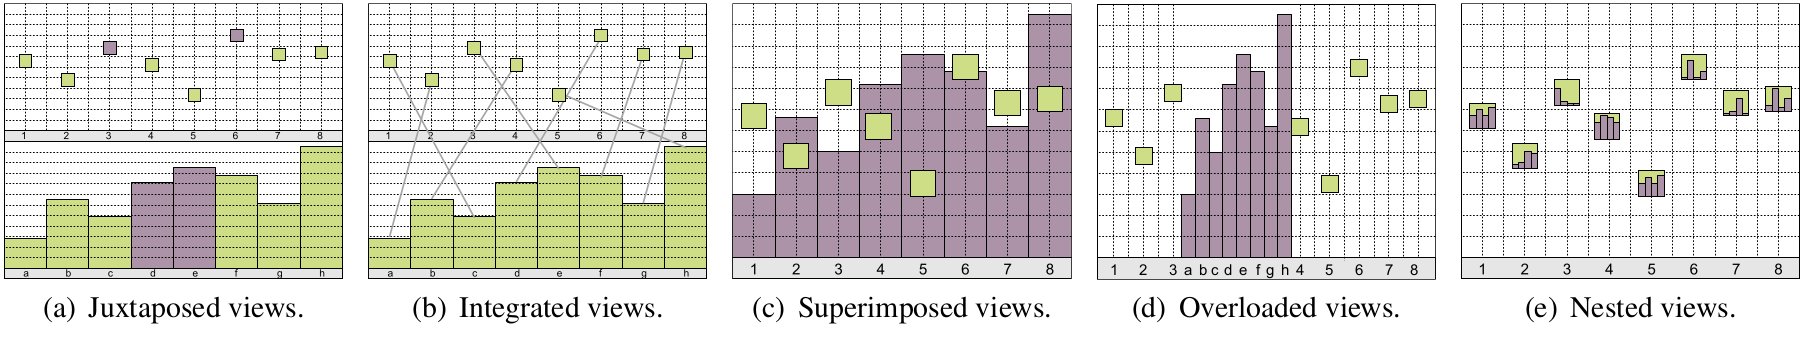 1 2 3 4 5 6 7 8
a b c d e f g h
(a) Juxtaposed views.
1 2 3 4 5 6 7 8
a b c d e f g h
(b) Integrated views.
1 2 3 4 5 6 7 8
(c) Superimposed views.
1 2 3 a b c d e f g h 4 5 6 7 8
(d) Overloaded views.
1 2 3 4 5 6 7 8
(e) Nested views.